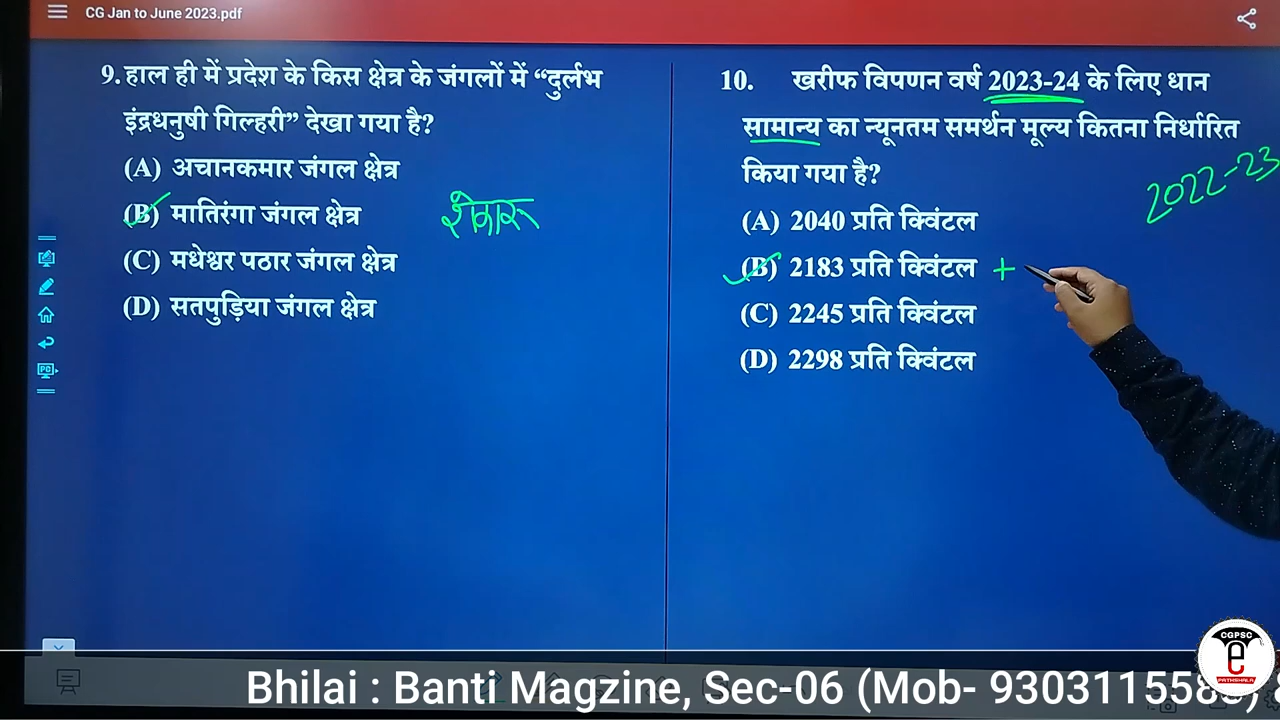 CG Jan to June 2023.pdf
9. हाल ही में प्रदेश के किस क्षेत्र के जंगलों में “दुर्लभ
इंद्रधनुषी गिल्हरी” देखा गया है?
(A) अचानकमार जंगल क्षेत्र
(B) मातिरंगा जंगल क्षेत्र
(C) मधेश्वर पठार जंगल क्षेत्र
(D) सतपुड़िया जंगल क्षेत्र
10. खरीफ विपणन वर्ष 2023-24 के लिए धान
सामान्य का न्यूनतम समर्थन मूल्य कितना निर्धारित
किया गया है?
2022-23
(A) 2040 प्रति क्विंटल
(B) 2183 प्रति क्विंटल +
(C) 2245 प्रति क्विंटल
(D) 2298 प्रति क्विंटल
CGPSC
e
PATHSHALA
Bhilai : Banti Magzine, Sec-06 (Mob- 930311558